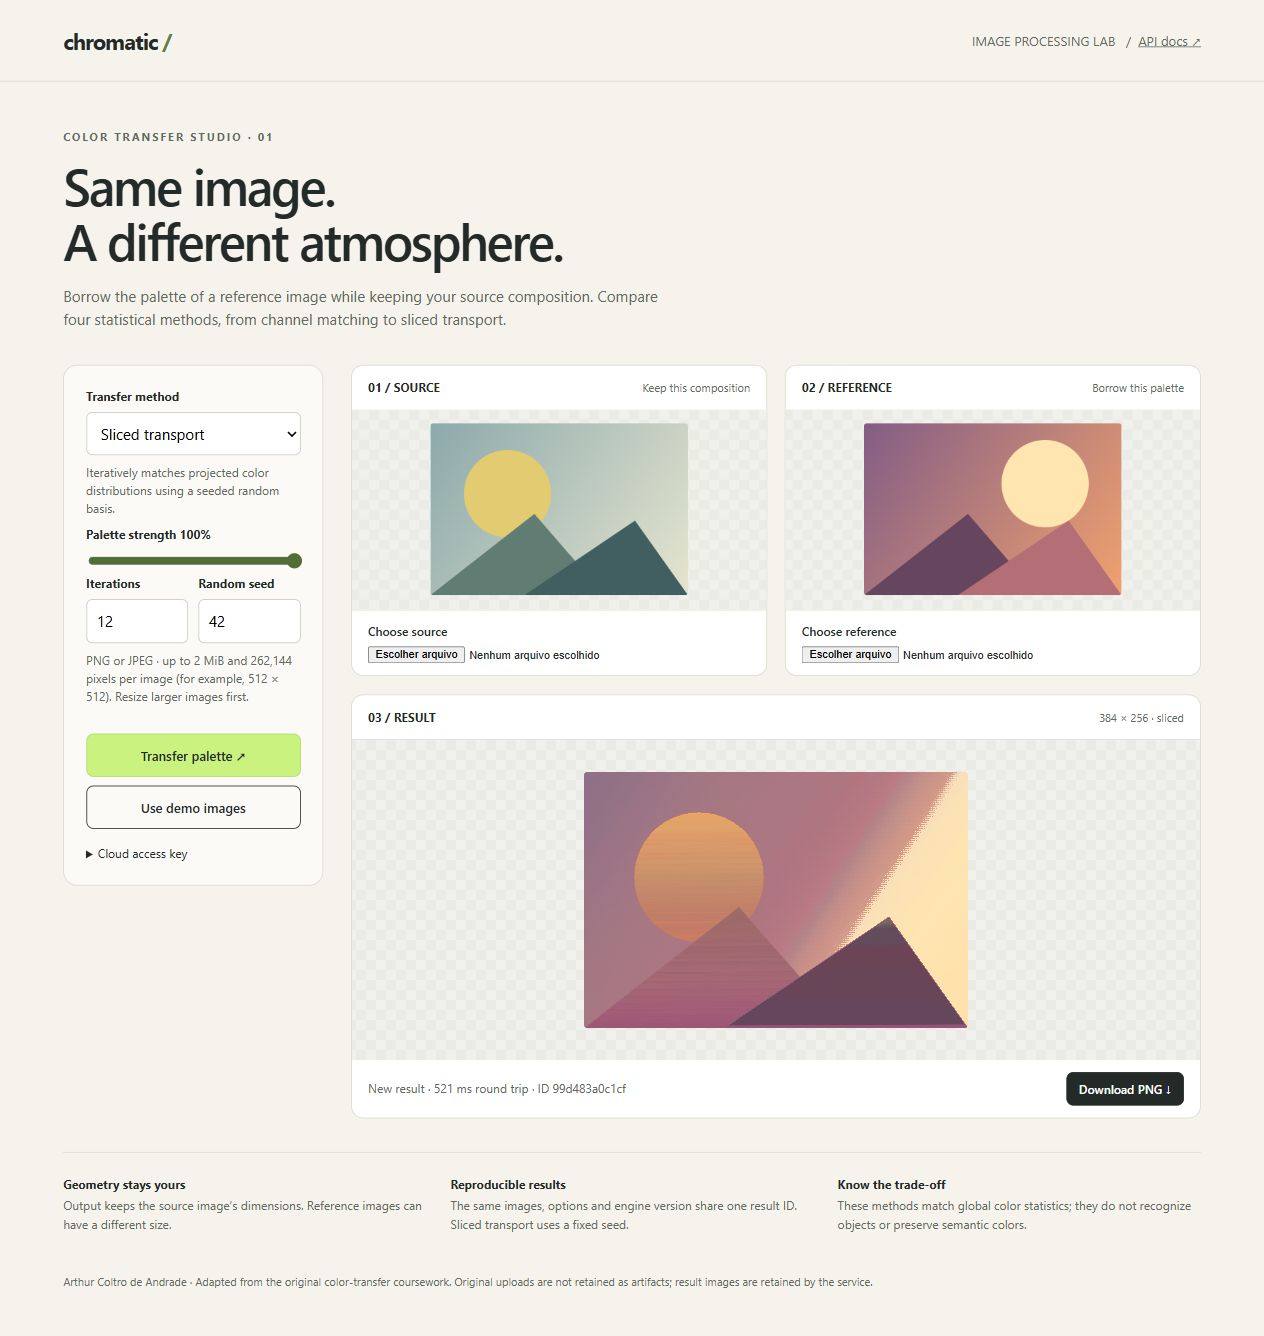 chromatic /
IMAGE PROCESSING LAB / API docs ↗
COLOR TRANSFER STUDIO · 01
Same image.
A different atmosphere.
Borrow the palette of a reference image while keeping your source composition. Compare
four statistical methods, from channel matching to sliced transport.
Transfer method
Sliced transport
Iteratively matches projected color
distributions using a seeded random
basis.
Palette strength 100%
Iterations
Random seed
12
42
PNG or JPEG · up to 2 MiB and 262,144
pixels per image (for example, 512 ×
512). Resize larger images first.
Transfer palette ↗
Use demo images
▶ Cloud access key
01 / SOURCE
Keep this composition
Choose source
Escolher arquivo Nenhum arquivo escolhido
02 / REFERENCE
Borrow this palette
Choose reference
Escolher arquivo Nenhum arquivo escolhido
03 / RESULT
384 × 256 · sliced
New result · 521 ms round trip · ID 99d483a0c1cf
Download PNG ↓
Geometry stays yours
Output keeps the source image's dimensions. Reference images can
have a different size.
Reproducible results
The same images, options and engine version share one result ID.
Sliced transport uses a fixed seed.
Know the trade-off
These methods match global color statistics; they do not recognize
objects or preserve semantic colors.
Arthur Coltro de Andrade · Adapted from the original color-transfer coursework. Original uploads are not retained as artifacts; result images are retained by the service.